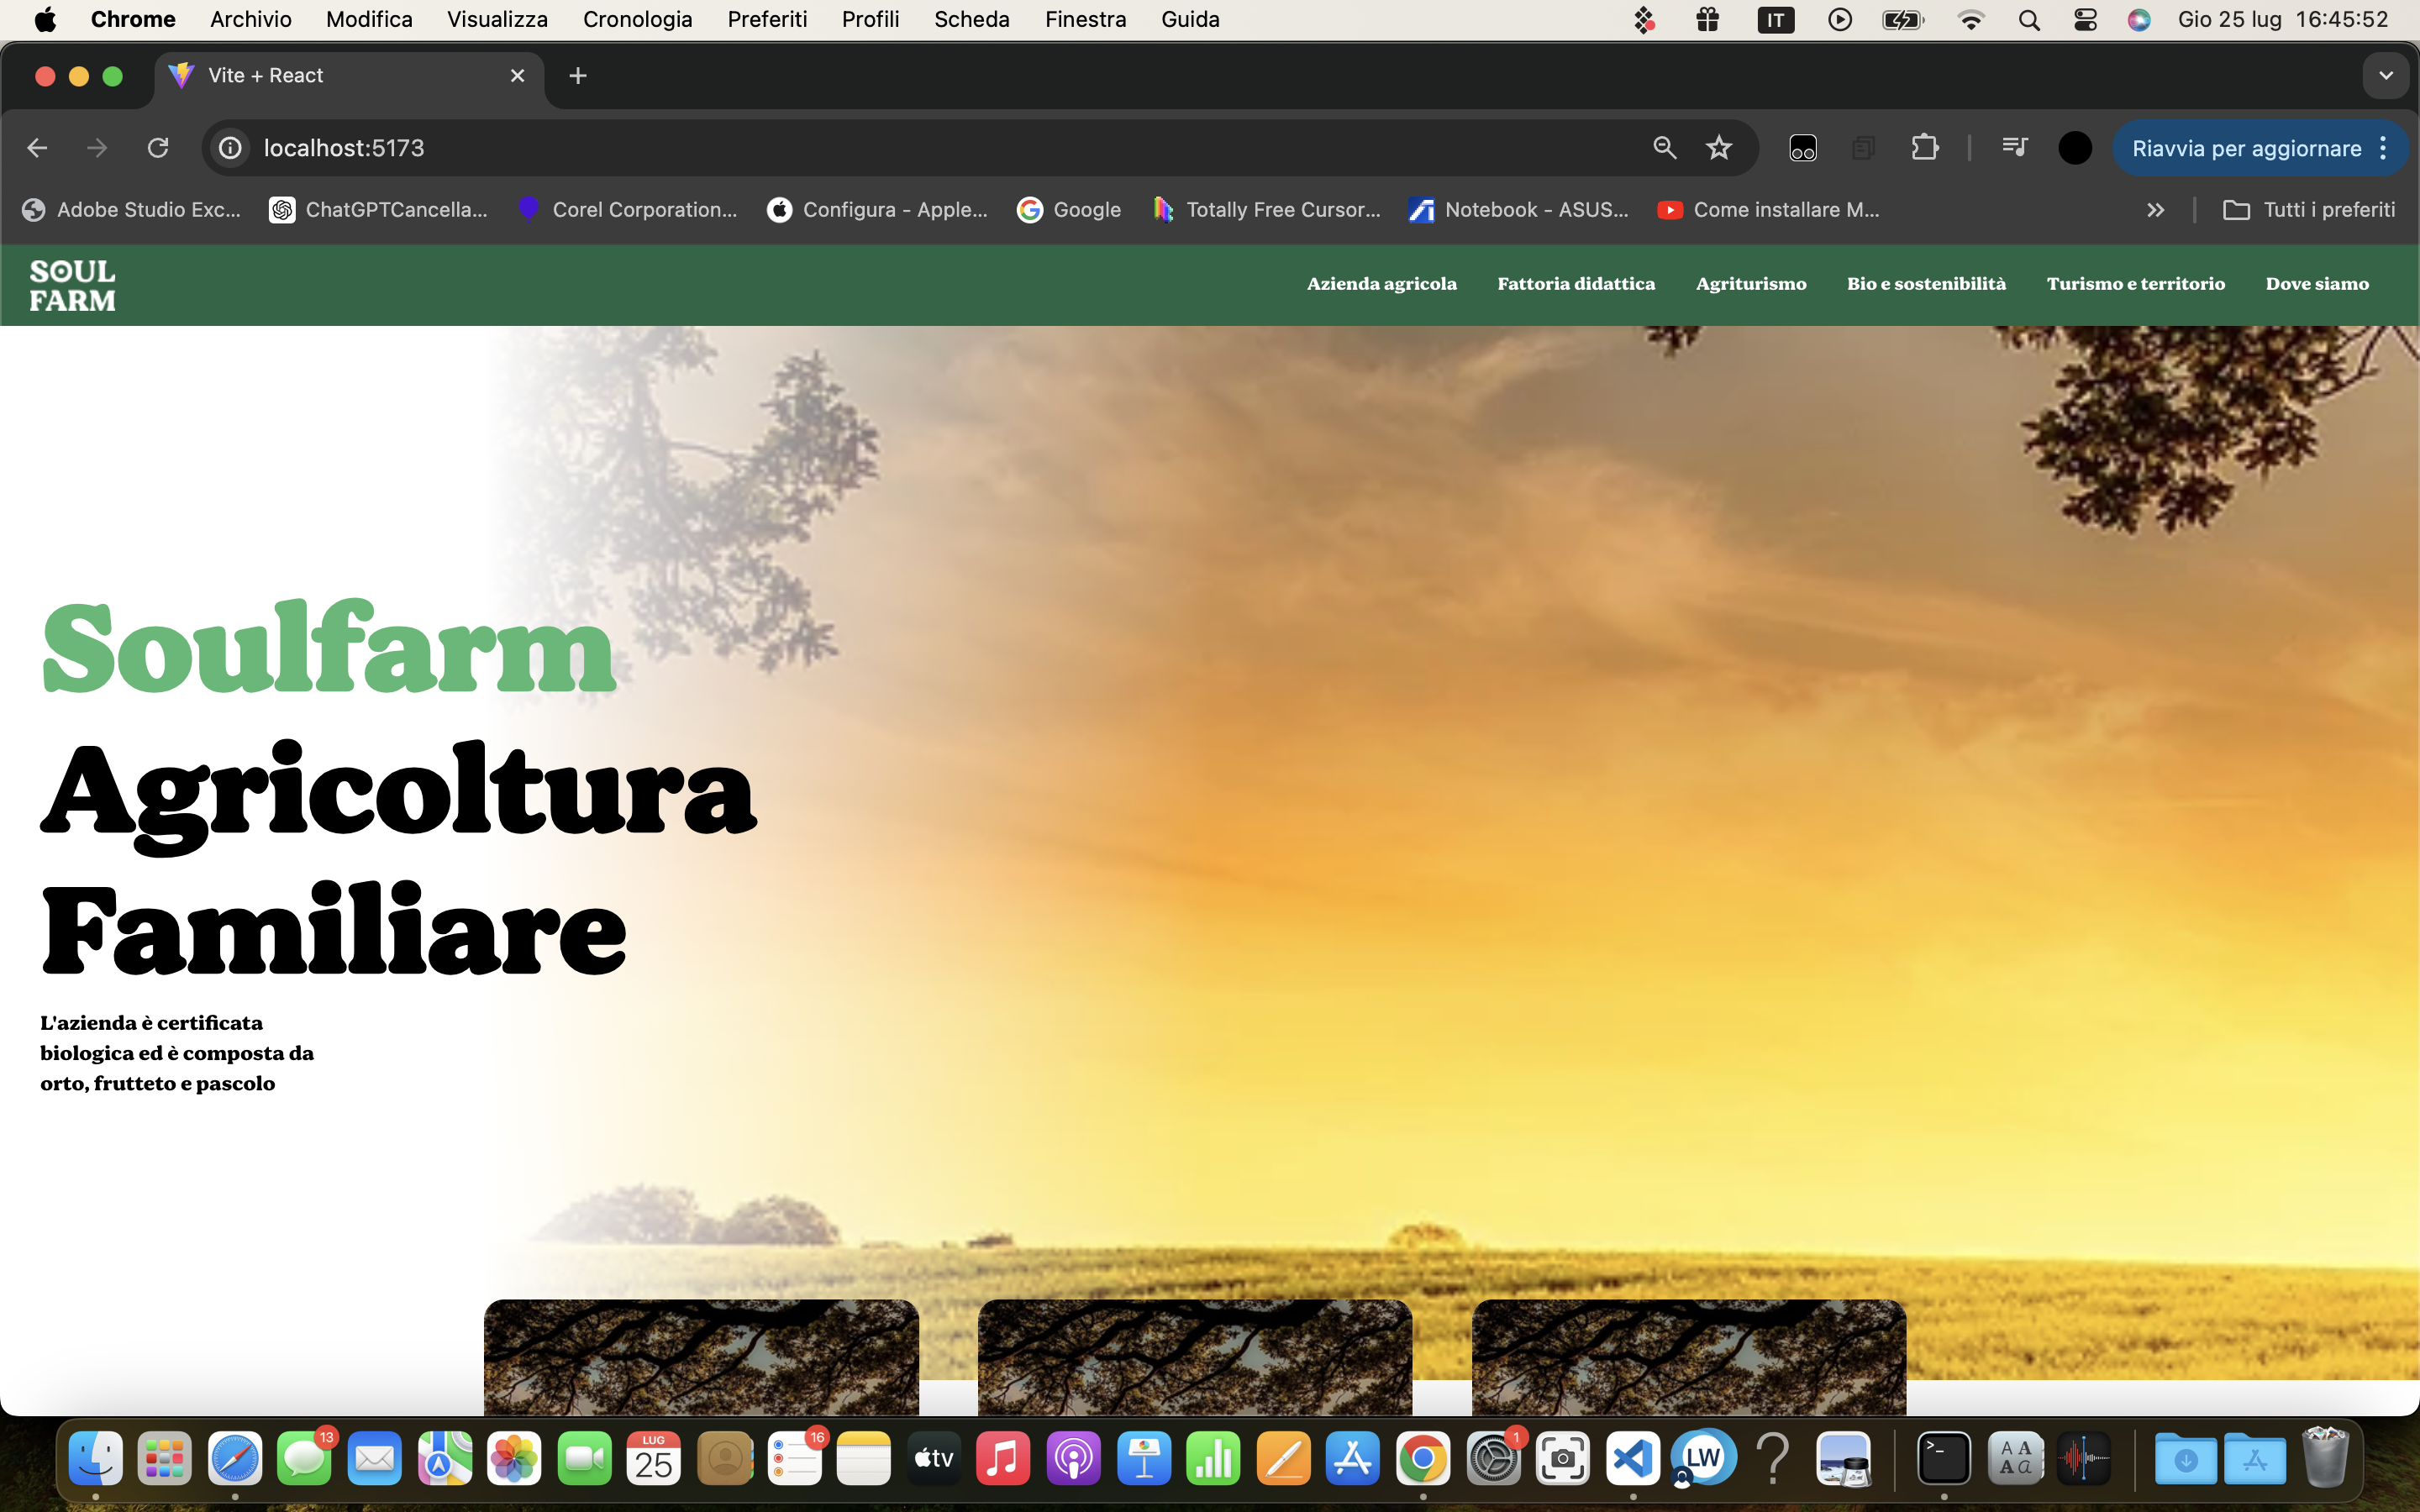 Chrome Archivio Modifica Visualizza Cronologia Preferiti Profili Scheda Finestra Guida IT Gio 25 lug 16:45:52
Vite + React
localhost:5173 Riavvia per aggiornare
Adobe Studio Exc... ChatGPTCancella... Corel Corporation... Configura - Apple... Google Totally Free Cursor... Notebook - ASUS... Come installare M... Tutti i preferiti
SOUL
FARM
Azienda agricola Fattoria didattica Agriturismo Bio e sostenibilità Turismo e territorio Dove siamo
Soulfarm
Agricoltura
Familiare
L'azienda è certificata
biologica ed è composta da
orto, frutteto e pascolo
13 LUG 25 16 tv 1 LW